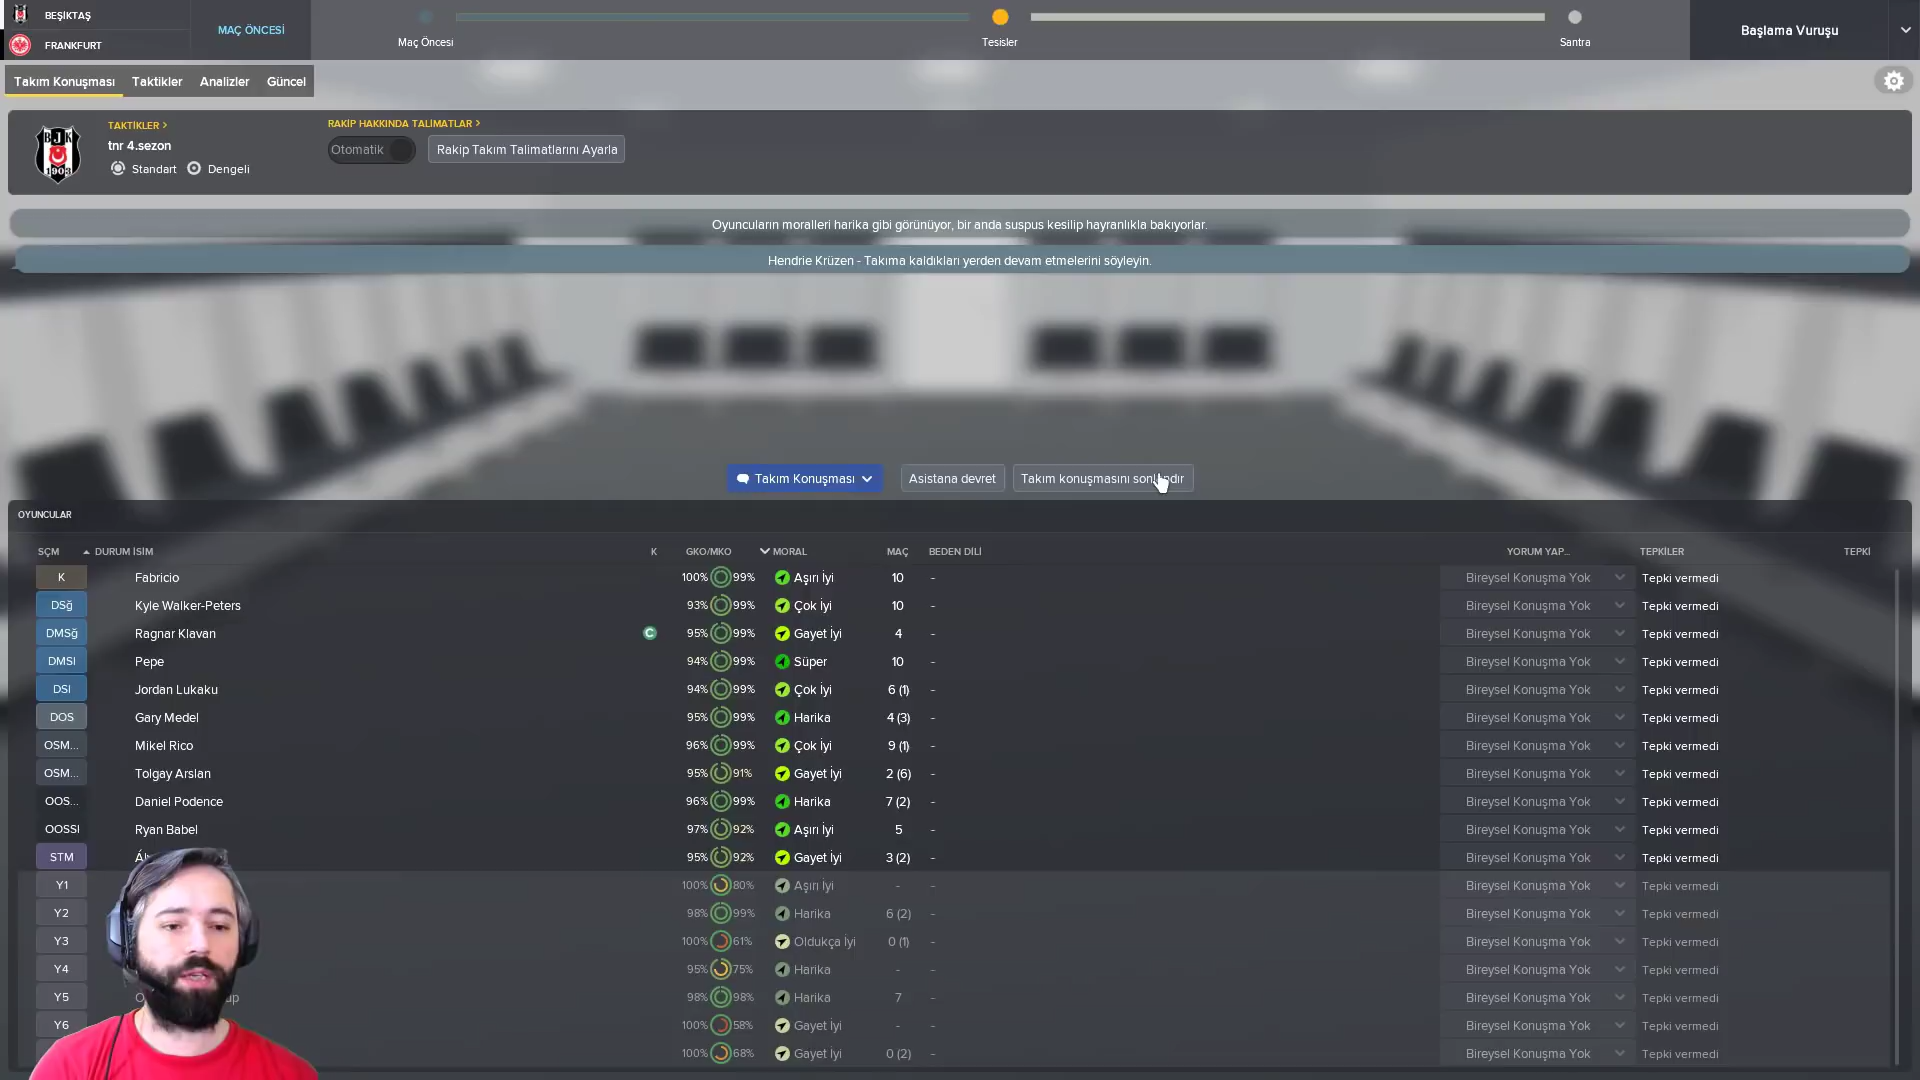 BEŞİKTAŞ
FRANKFURT
MAÇ ÖNCESİ
Maç Öncesi
Tesisler
Santra
Başlama Vuruşu
Takım Konuşması Taktikler Analizler Güncel
BJK
1903
TAKTİKLER >
tnr 4.sezon
Standart Dengeli
RAKİP HAKKINDA TALİMATLAR >
Otomatik Rakip Takım Talimatlarını Ayarla
Oyuncuların moralleri harika gibi görünüyor, bir anda suspus kesilip hayranlıkla bakıyorlar.
Hendrie Krüzen - Takıma kaldıkları yerden devam etmelerini söyleyin.
Takım Konuşması Asistana devret Takım konuşmasını sonlandır
OYUNCULAR
SÇM DURUM İSİM K GKO/MKO MORAL MAÇ BEDEN DİLİ YORUM YAP... TEPKİLER TEPKİ
K Fabricio 100% 99% Aşırı İyi 10 - Bireysel Konuşma Yok Tepki vermedi
DSğ Kyle Walker-Peters 93% 99% Çok İyi 10 - Bireysel Konuşma Yok Tepki vermedi
DMSğ Ragnar Klavan C 95% 99% Gayet İyi 4 - Bireysel Konuşma Yok Tepki vermedi
DMSl Pepe 94% 99% Süper 10 - Bireysel Konuşma Yok Tepki vermedi
DSl Jordan Lukaku 94% 99% Çok İyi 6 (1) - Bireysel Konuşma Yok Tepki vermedi
DOS Gary Medel 95% 99% Harika 4 (3) - Bireysel Konuşma Yok Tepki vermedi
OSM... Mikel Rico 96% 99% Çok İyi 9 (1) - Bireysel Konuşma Yok Tepki vermedi
OSM... Tolgay Arslan 95% 91% Gayet İyi 2 (6) - Bireysel Konuşma Yok Tepki vermedi
OOS... Daniel Podence 96% 99% Harika 7 (2) - Bireysel Konuşma Yok Tepki vermedi
OOSSl Ryan Babel 97% 92% Aşırı İyi 5 - Bireysel Konuşma Yok Tepki vermedi
STM 95% 92% Gayet İyi 3 (2) - Bireysel Konuşma Yok Tepki vermedi
Y1 100% 80% Aşırı İyi - - Bireysel Konuşma Yok Tepki vermedi
Y2 98% 99% Harika 6 (2) - Bireysel Konuşma Yok Tepki vermedi
Y3 100% 61% Oldukça İyi 0 (1) - Bireysel Konuşma Yok Tepki vermedi
Y4 95% 75% Harika - - Bireysel Konuşma Yok Tepki vermedi
Y5 98% 98% Harika 7 - Bireysel Konuşma Yok Tepki vermedi
Y6 100% 58% Gayet İyi - - Bireysel Konuşma Yok Tepki vermedi
100% 68% Gayet İyi 0 (2) - Bireysel Konuşma Yok Tepki vermedi